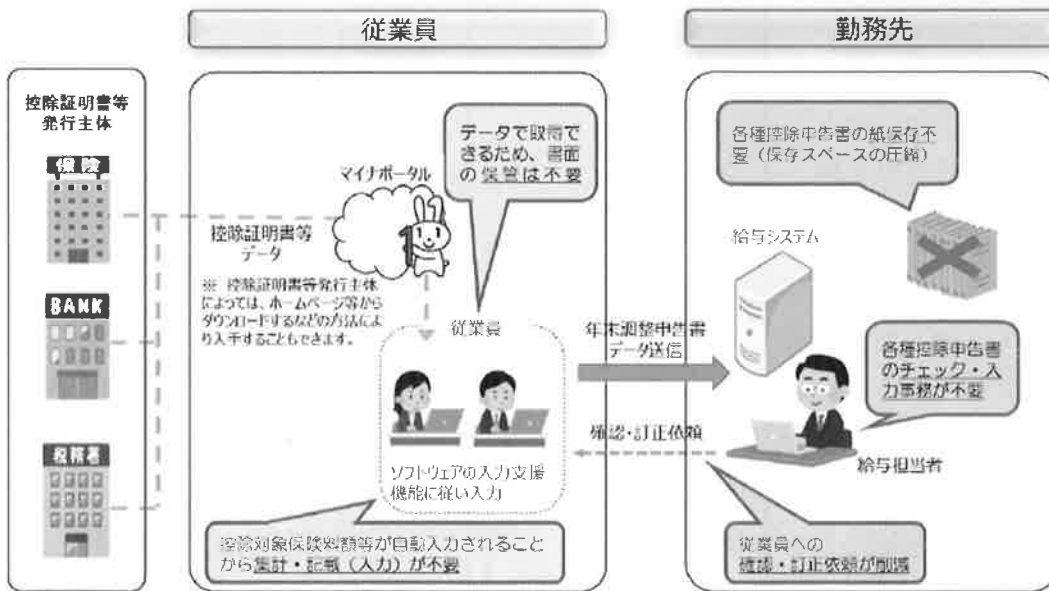 従業員
勤務先
控除証明書等
発行主体
保険
BANK
税務署
マイナポータル
控除証明書等
データ
※ 控除証明書等発行主体
によっては、ホームページ等から
ダウンロードするなどの方法によ
り入手することもできます。
データで取得で
きるため、書面
の保管は不要
従業員
ソフトウェアの入力支援
機能に従い入力
控除対象保険料額等が自動入力されること
から集計・記載（入力）が不要
年末調整申告書
データ送信
確認・訂正依頼
各種控除申告書の紙保存不
要（保存スペースの圧縮）
給与システム
各種控除申告書
のチェック・入
力事務が不要
給与担当者
従業員への
確認・訂正依頼が削減